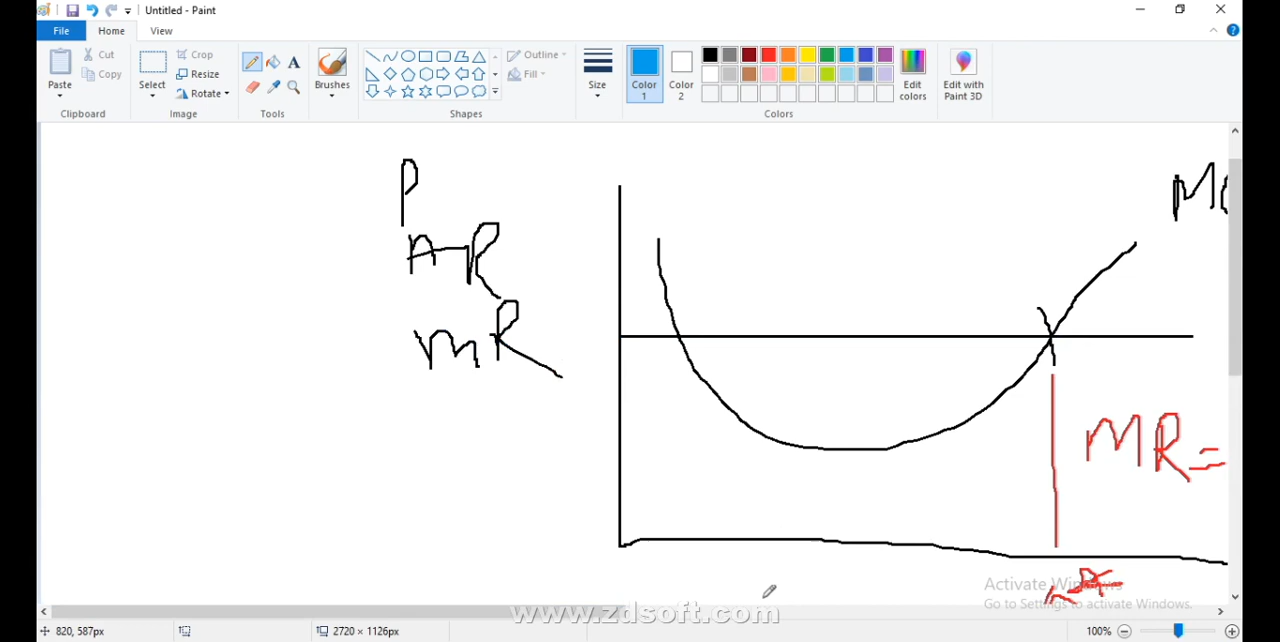 Untitled - Paint
File
Home
View
Paste
Cut
Copy
Clipboard
Select
Crop
Resize
Rotate
Image
Tools
Brushes
Shapes
Outline
Fill
Size
Color 1
Color 2
Edit colors
Colors
Edit with Paint 3D
P
MR
MR=
Activate Windows
Go to Settings to activate Windows.
www.zdsoft.com
820, 587px
2720 × 1126px
100%